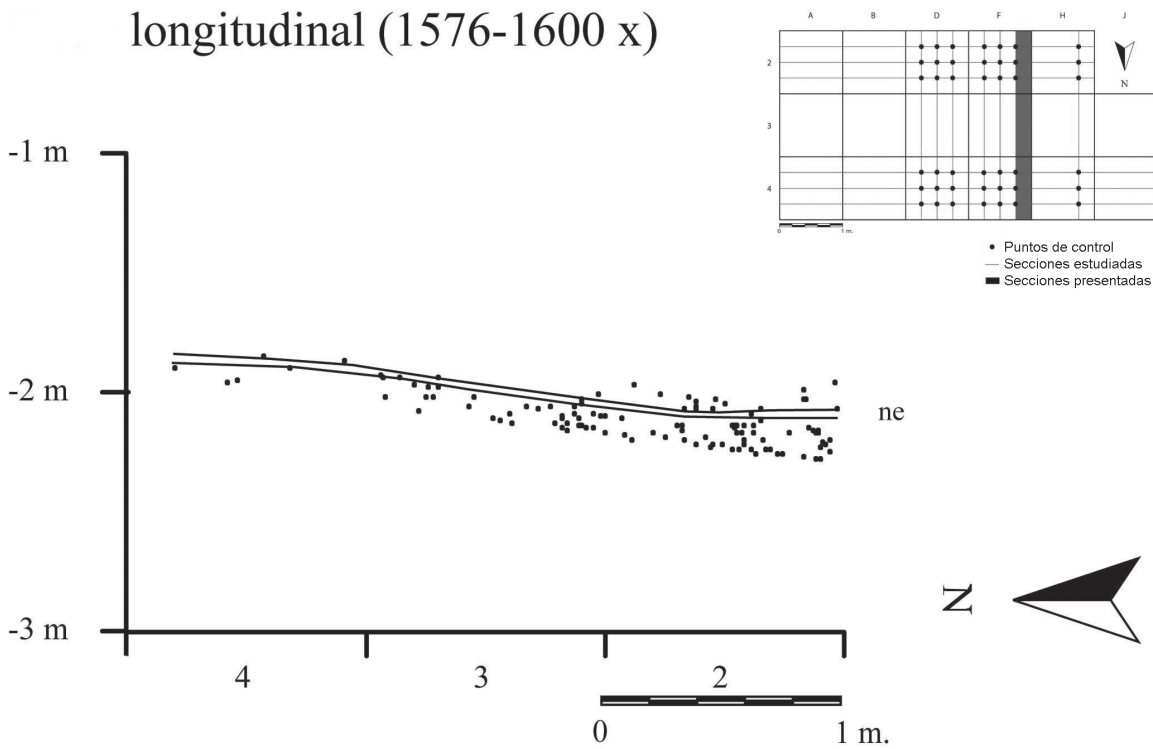 longitudinal (1576-1600 x)
A B D F H J
2
3
4
N
0 1 m.
Puntos de control
Secciones estudiadas
Secciones presentadas
-1 m
-2 m
-3 m
ne
N
4 3 2
0 1 m.